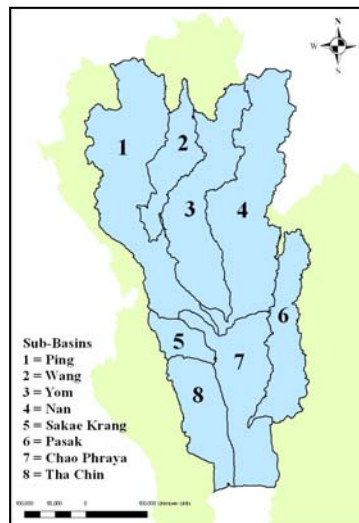 N
W
S
1
2
3
4
5
6
7
8
Sub-Basins
1 = Ping
2 = Wang
3 = Yom
4 = Nan
5 = Sakae Krang
6 = Pasak
7 = Chao Phraya
8 = Tha Chin